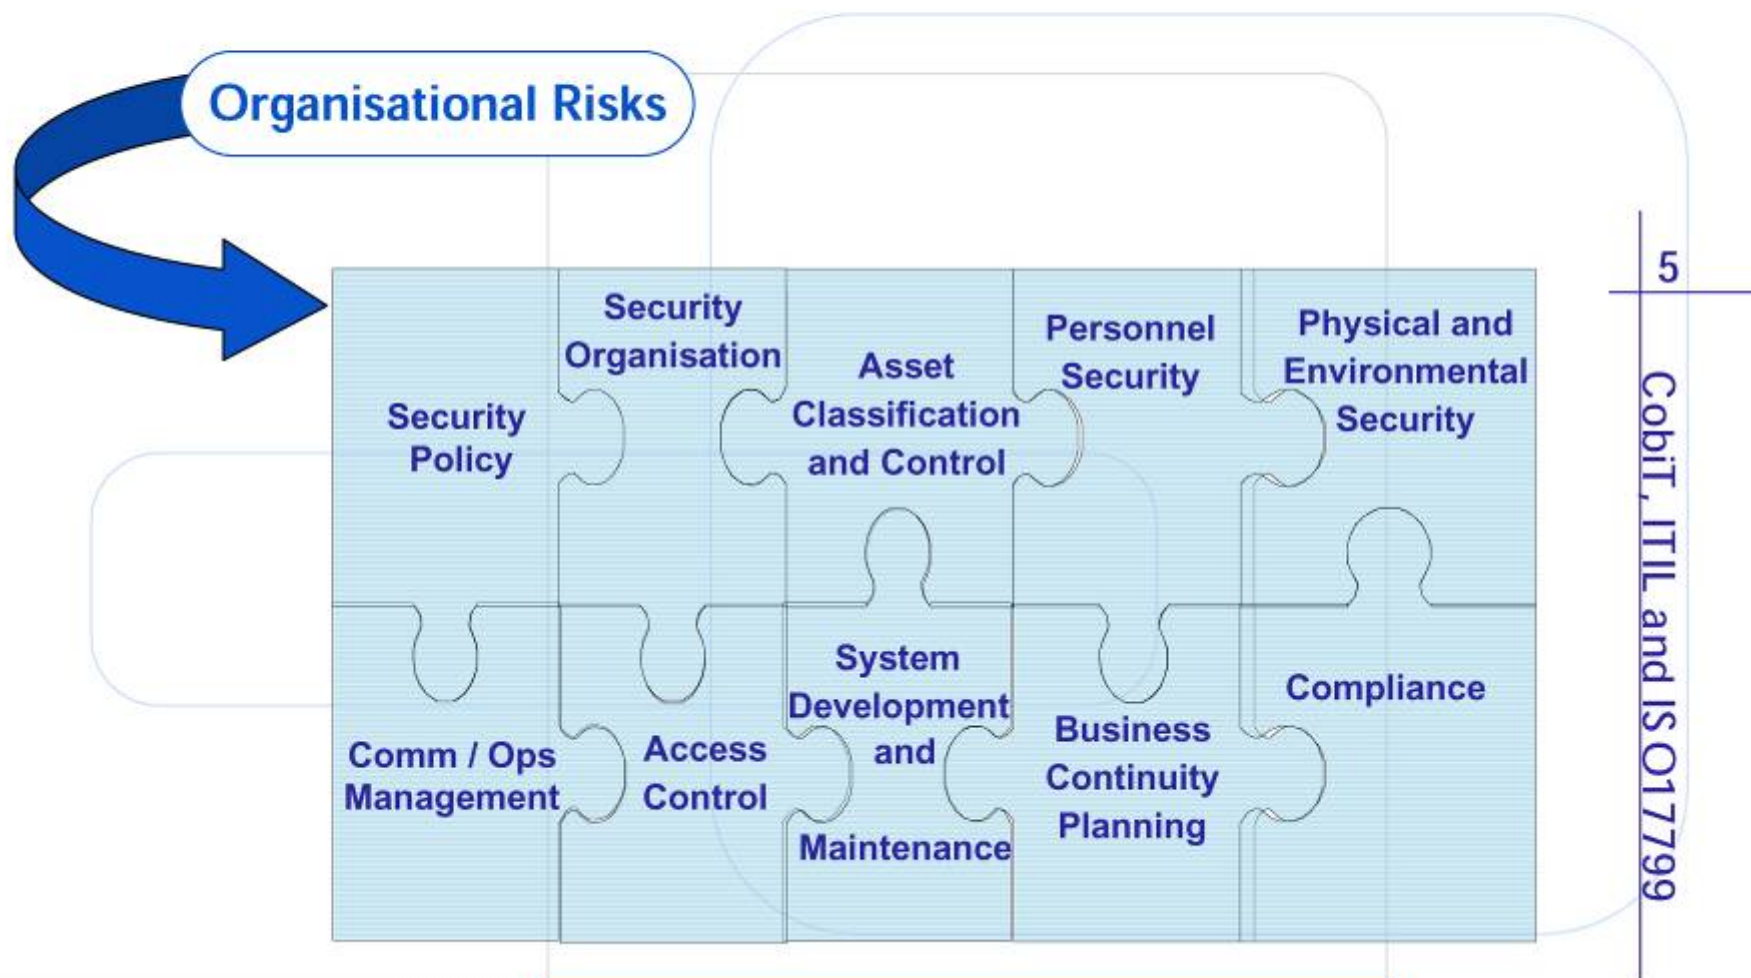 Organisational Risks
Security
Policy
Security
Organisation
Asset
Classification
and Control
Personnel
Security
Physical and
Environmental
Security
Comm / Ops
Management
Access
Control
System
Development
and
Maintenance
Business
Continuity
Planning
Compliance
5
CobiT, ITIL and ISO17799